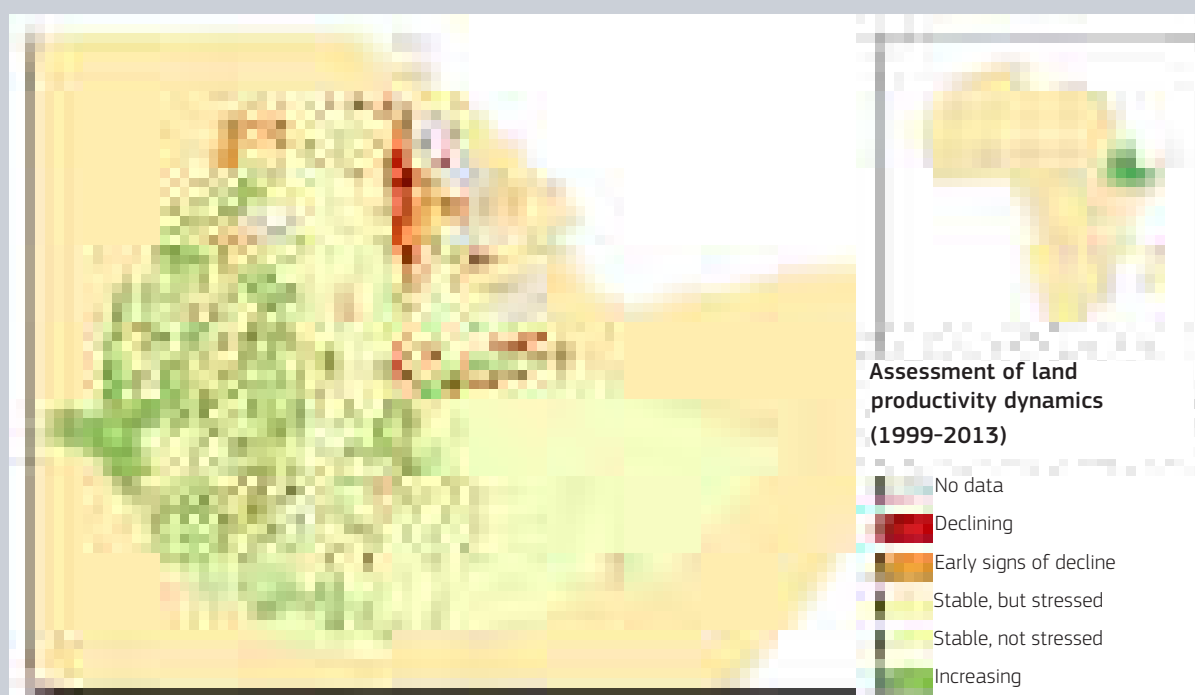 Assessment of land
productivity dynamics
(1999-2013)
No data
Declining
Early signs of decline
Stable, but stressed
Stable, not stressed
Increasing